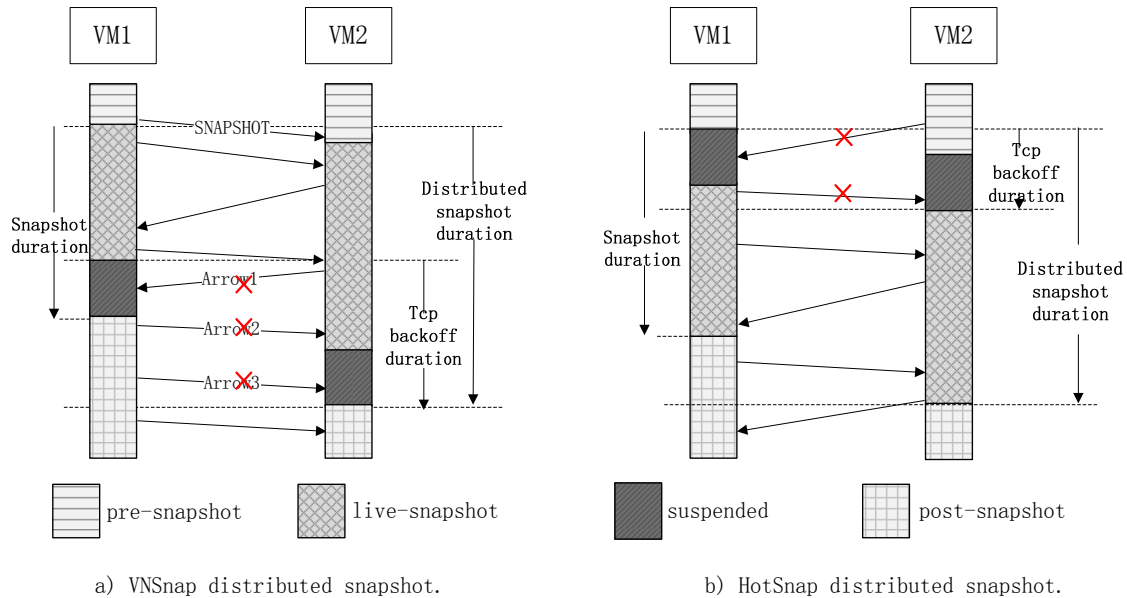 VM1
VM2
SNAPSHOT
Distributed
snapshot
duration
Snapshot
duration
Arrow1
Arrow2
Arrow3
Tcp
backoff
duration
VM1
VM2
Tcp
backoff
duration
Snapshot
duration
Distributed
snapshot
duration
pre-snapshot
live-snapshot
suspended
post-snapshot
a) VNSnap distributed snapshot.
b) HotSnap distributed snapshot.